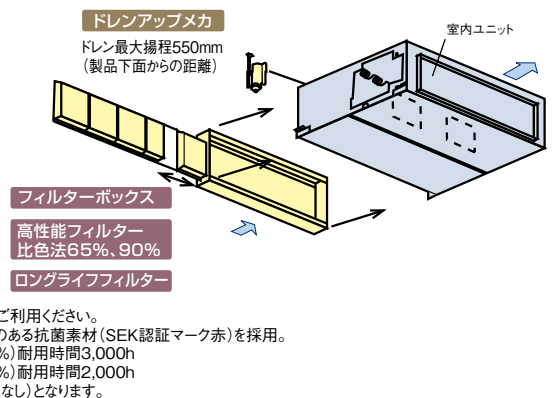 ドレンアップメカ
ドレン最大揚程550mm
（製品下面からの距離）
室内ユニット
フィルターボックス
高性能フィルター
比色法65%、90%
ロングライフフィルター
ご利用ください。
のある抗菌素材（SEK認証マーク赤）を採用。
%）耐用時間3,000h
%）耐用時間2,000h
なし）となります。